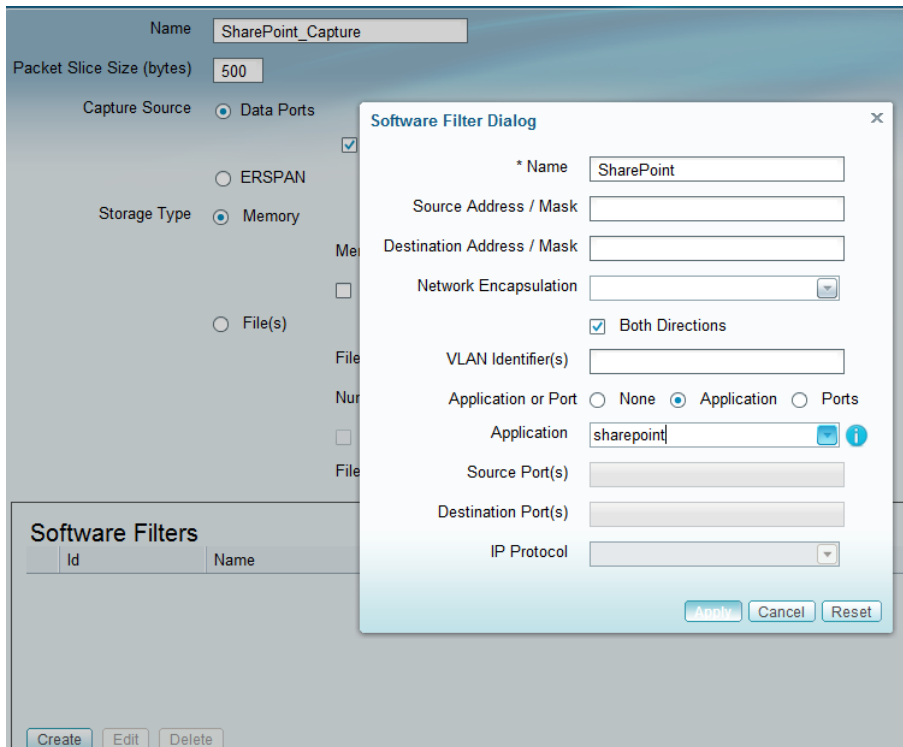 Name SharePoint_Capture
Packet Slice Size (bytes) 500
Capture Source Data Ports
ERSPAN
Storage Type Memory
File(s)
File
File
Software Filter Dialog
* Name SharePoint
Source Address / Mask
Destination Address / Mask
Network Encapsulation
Both Directions
VLAN Identifier(s)
Application or Port None Application Ports
Application sharepoint
Source Port(s)
Destination Port(s)
IP Protocol
Apply Cancel Reset
Software Filters
Id Name
Create Edit Delete